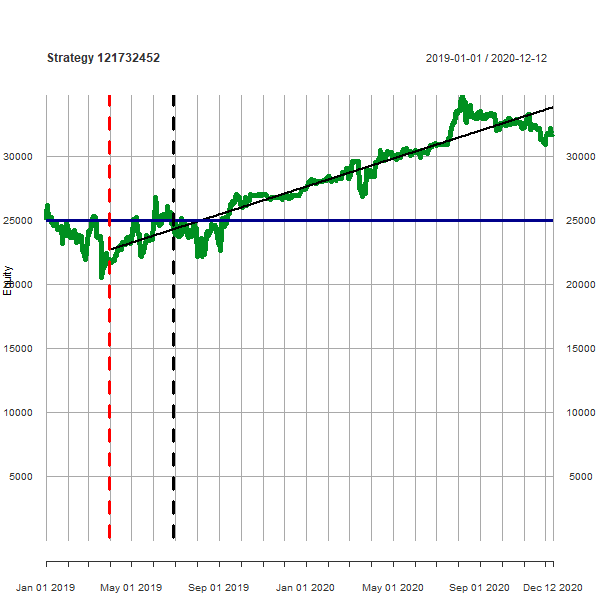 Strategy 121732452
2019-01-01 / 2020-12-12
30000
30000
25000
25000
Equity
20000
20000
15000
15000
10000
10000
5000
5000
Jan 01 2019
May 01 2019
Sep 01 2019
Jan 01 2020
May 01 2020
Sep 01 2020
Dec 12 2020